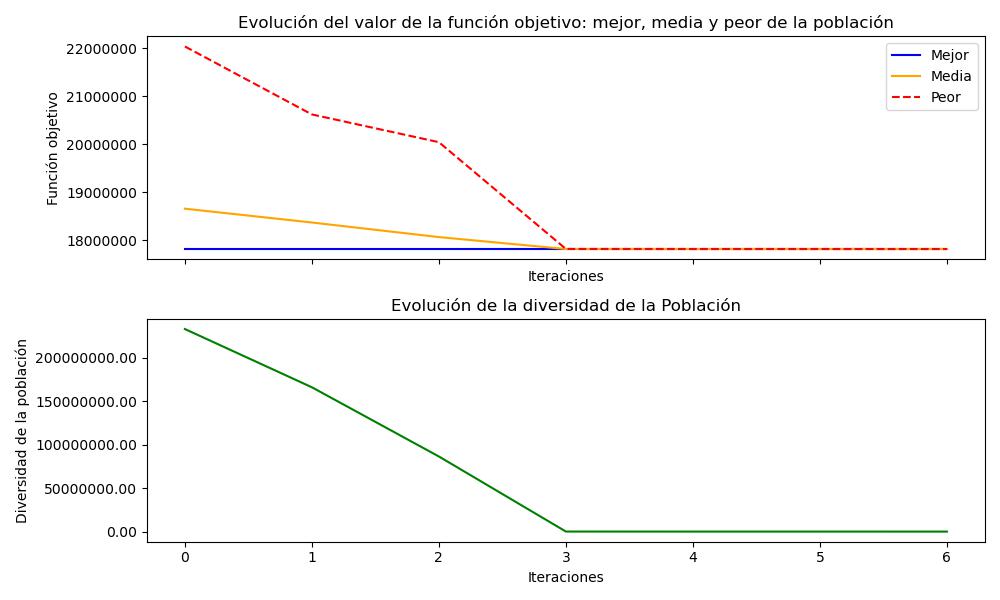 Evolución del valor de la función objetivo: mejor, media y peor de la población
22000000
21000000
20000000
19000000
18000000
Función objetivo
Mejor
Media
Peor
Iteraciones
Evolución de la diversidad de la Población
200000000.00
150000000.00
100000000.00
50000000.00
0.00
Diversidad de la población
0 1 2 3 4 5 6
Iteraciones